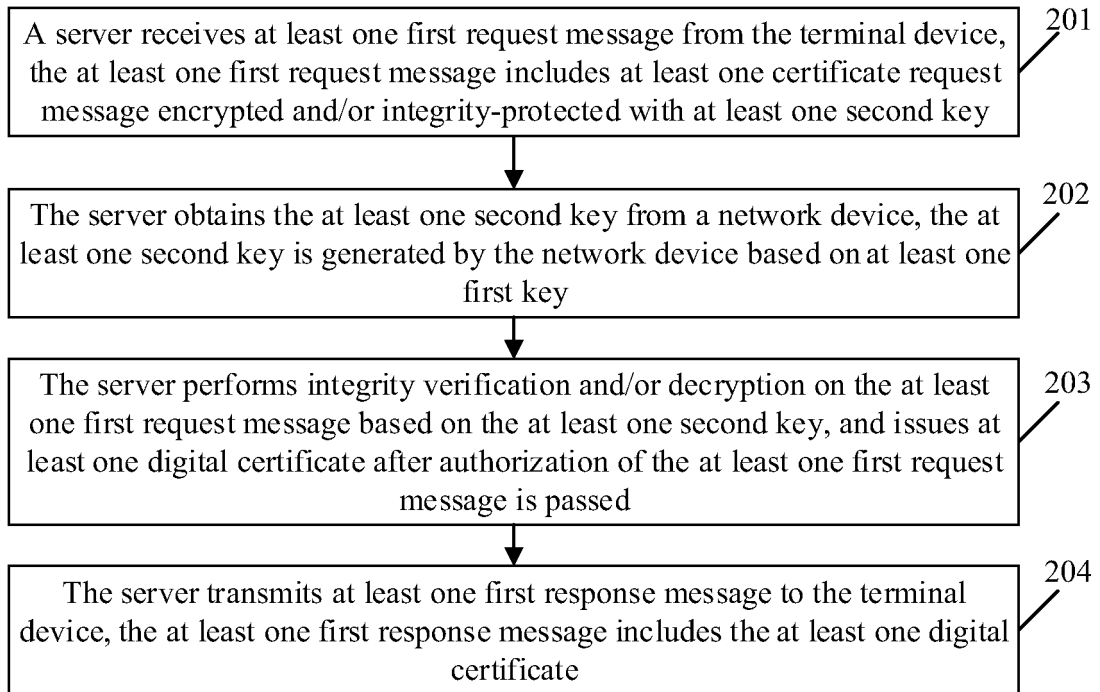 A server receives at least one first request message from the terminal device,
the at least one first request message includes at least one certificate request
message encrypted and/or integrity-protected with at least one second key
201
The server obtains the at least one second key from a network device, the at
least one second key is generated by the network device based on at least one
first key
202
The server performs integrity verification and/or decryption on the at least
one first request message based on the at least one second key, and issues at
least one digital certificate after authorization of the at least one first request
message is passed
203
The server transmits at least one first response message to the terminal
device, the at least one first response message includes the at least one digital
certificate
204